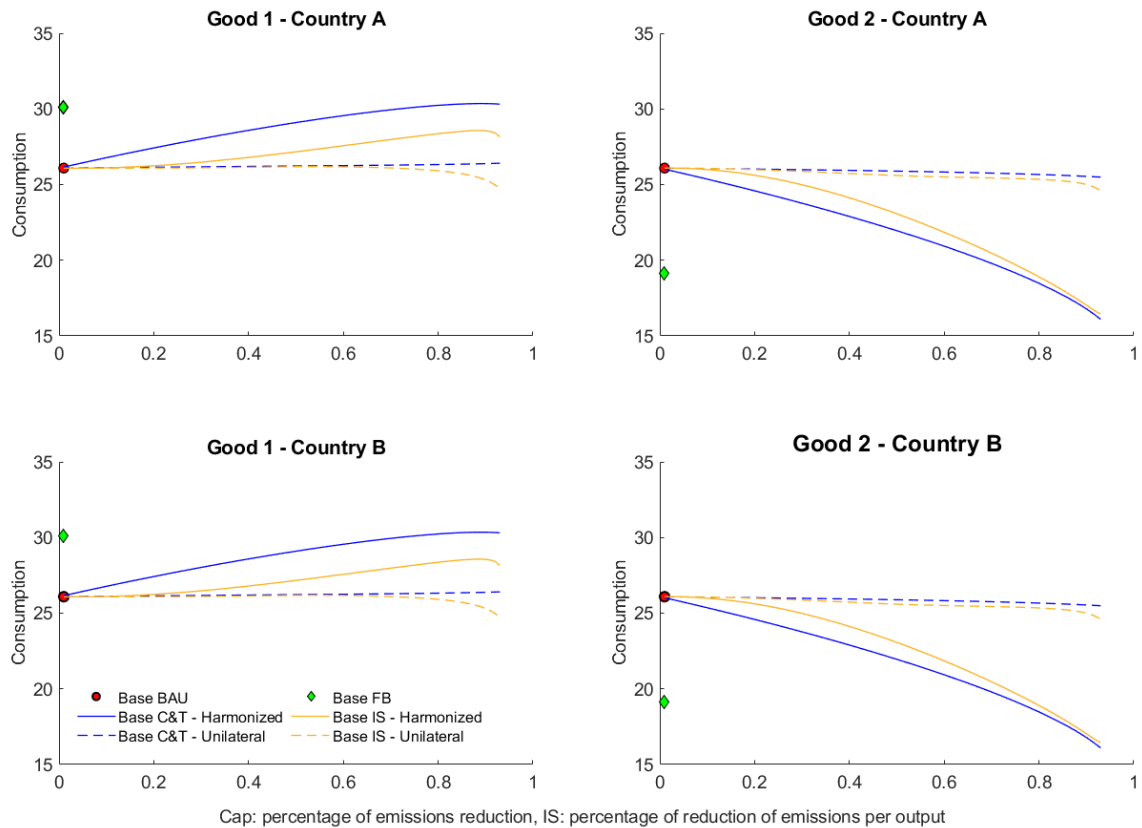 Good 1 - Country A
Good 2 - Country A
35
30
25
20
15
Consumption
0 0.2 0.4 0.6 0.8 1
35
30
25
20
15
Consumption
0 0.2 0.4 0.6 0.8 1
Good 1 - Country B
Good 2 - Country B
35
30
25
20
15
Consumption
Base BAU Base FB
Base C&T - Harmonized Base IS - Harmonized
Base C&T - Unilateral Base IS - Unilateral
0 0.2 0.4 0.6 0.8 1
35
30
25
20
15
Consumption
0 0.2 0.4 0.6 0.8 1
Cap: percentage of emissions reduction, IS: percentage of reduction of emissions per output